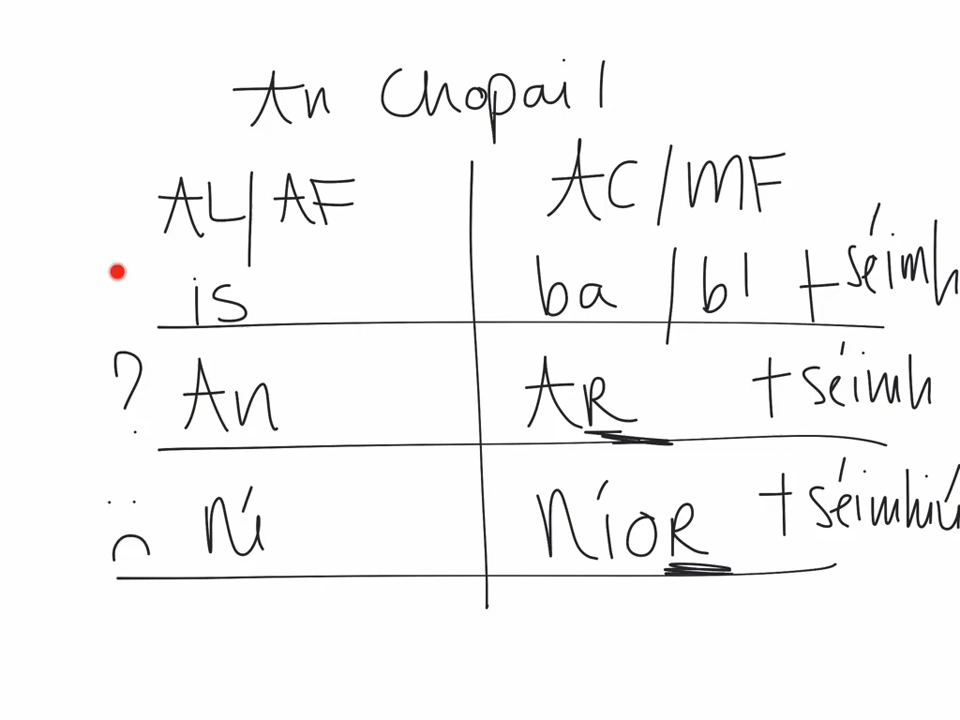 An Chopail
AL/AF AC/MF
is ba / b' + séimh
? An AR + séimh
Ní NíoR + séimhiú